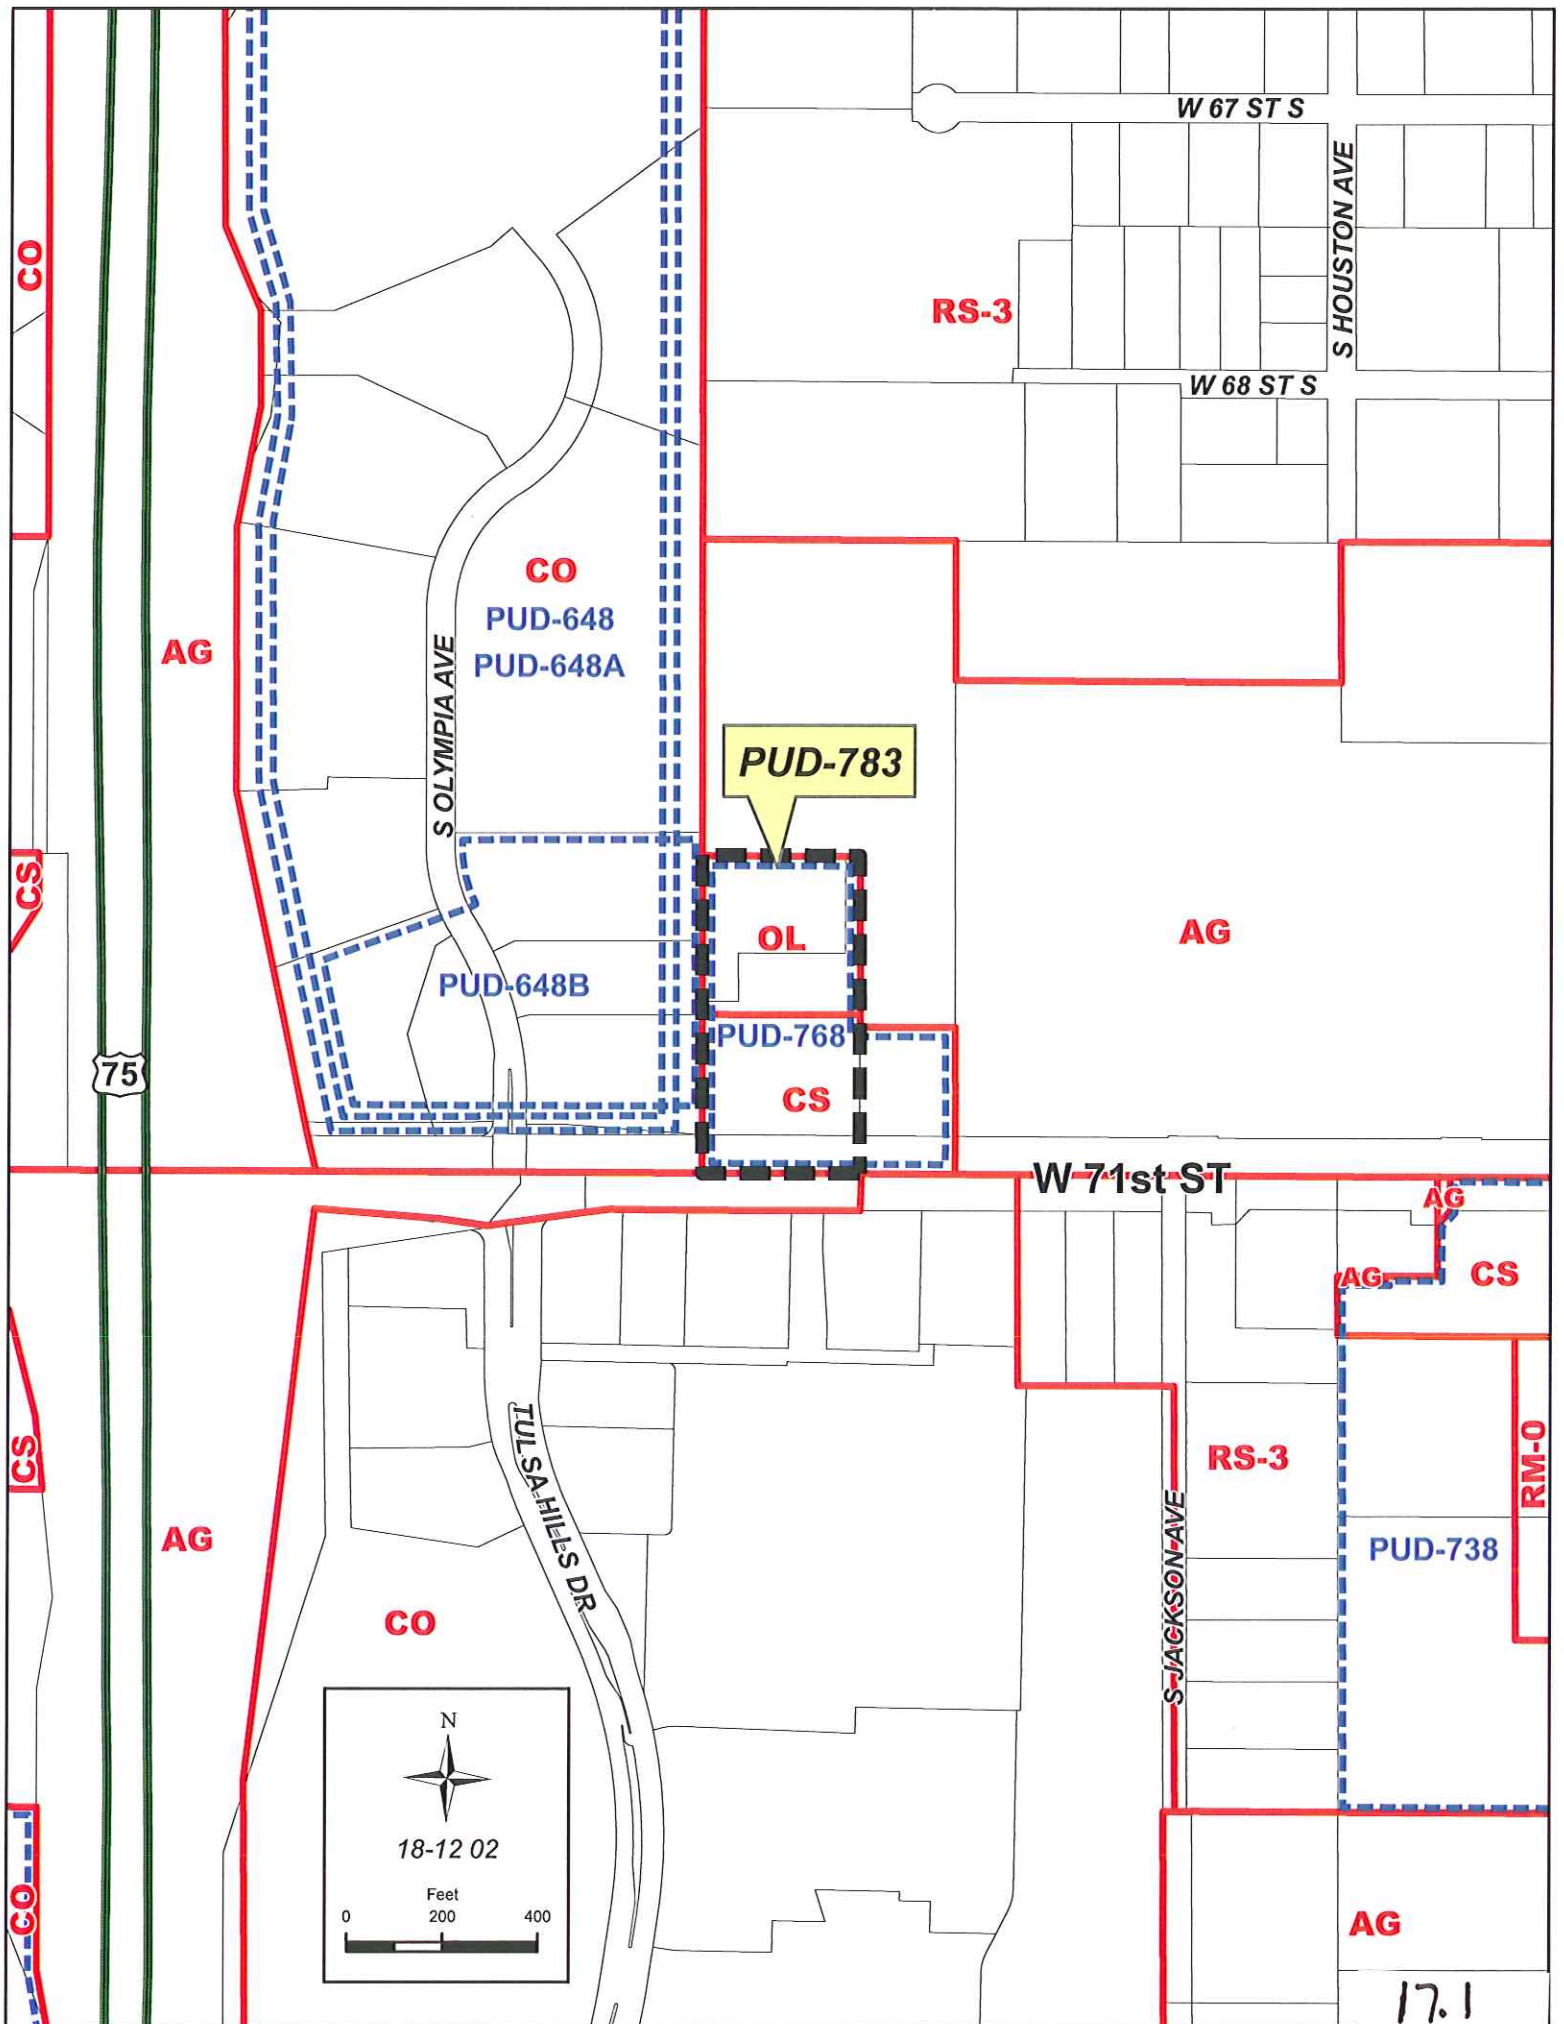 W 67 ST S
S HOUSTON AVE
CO
RS-3
W 68 ST S
CO
PUD-648
PUD-648A
AG
S OLYMPIA AVE
PUD-783
CS
OL
AG
PUD-648B
PUD-768
75
CS
W 71st ST
AG
AG
CS
TULSA HILLS DR
CS
RS-3
RM-0
S JACKSON AVE
AG
PUD-738
CO
N
18-12 02
Feet
0 200 400
CO
AG
17.1